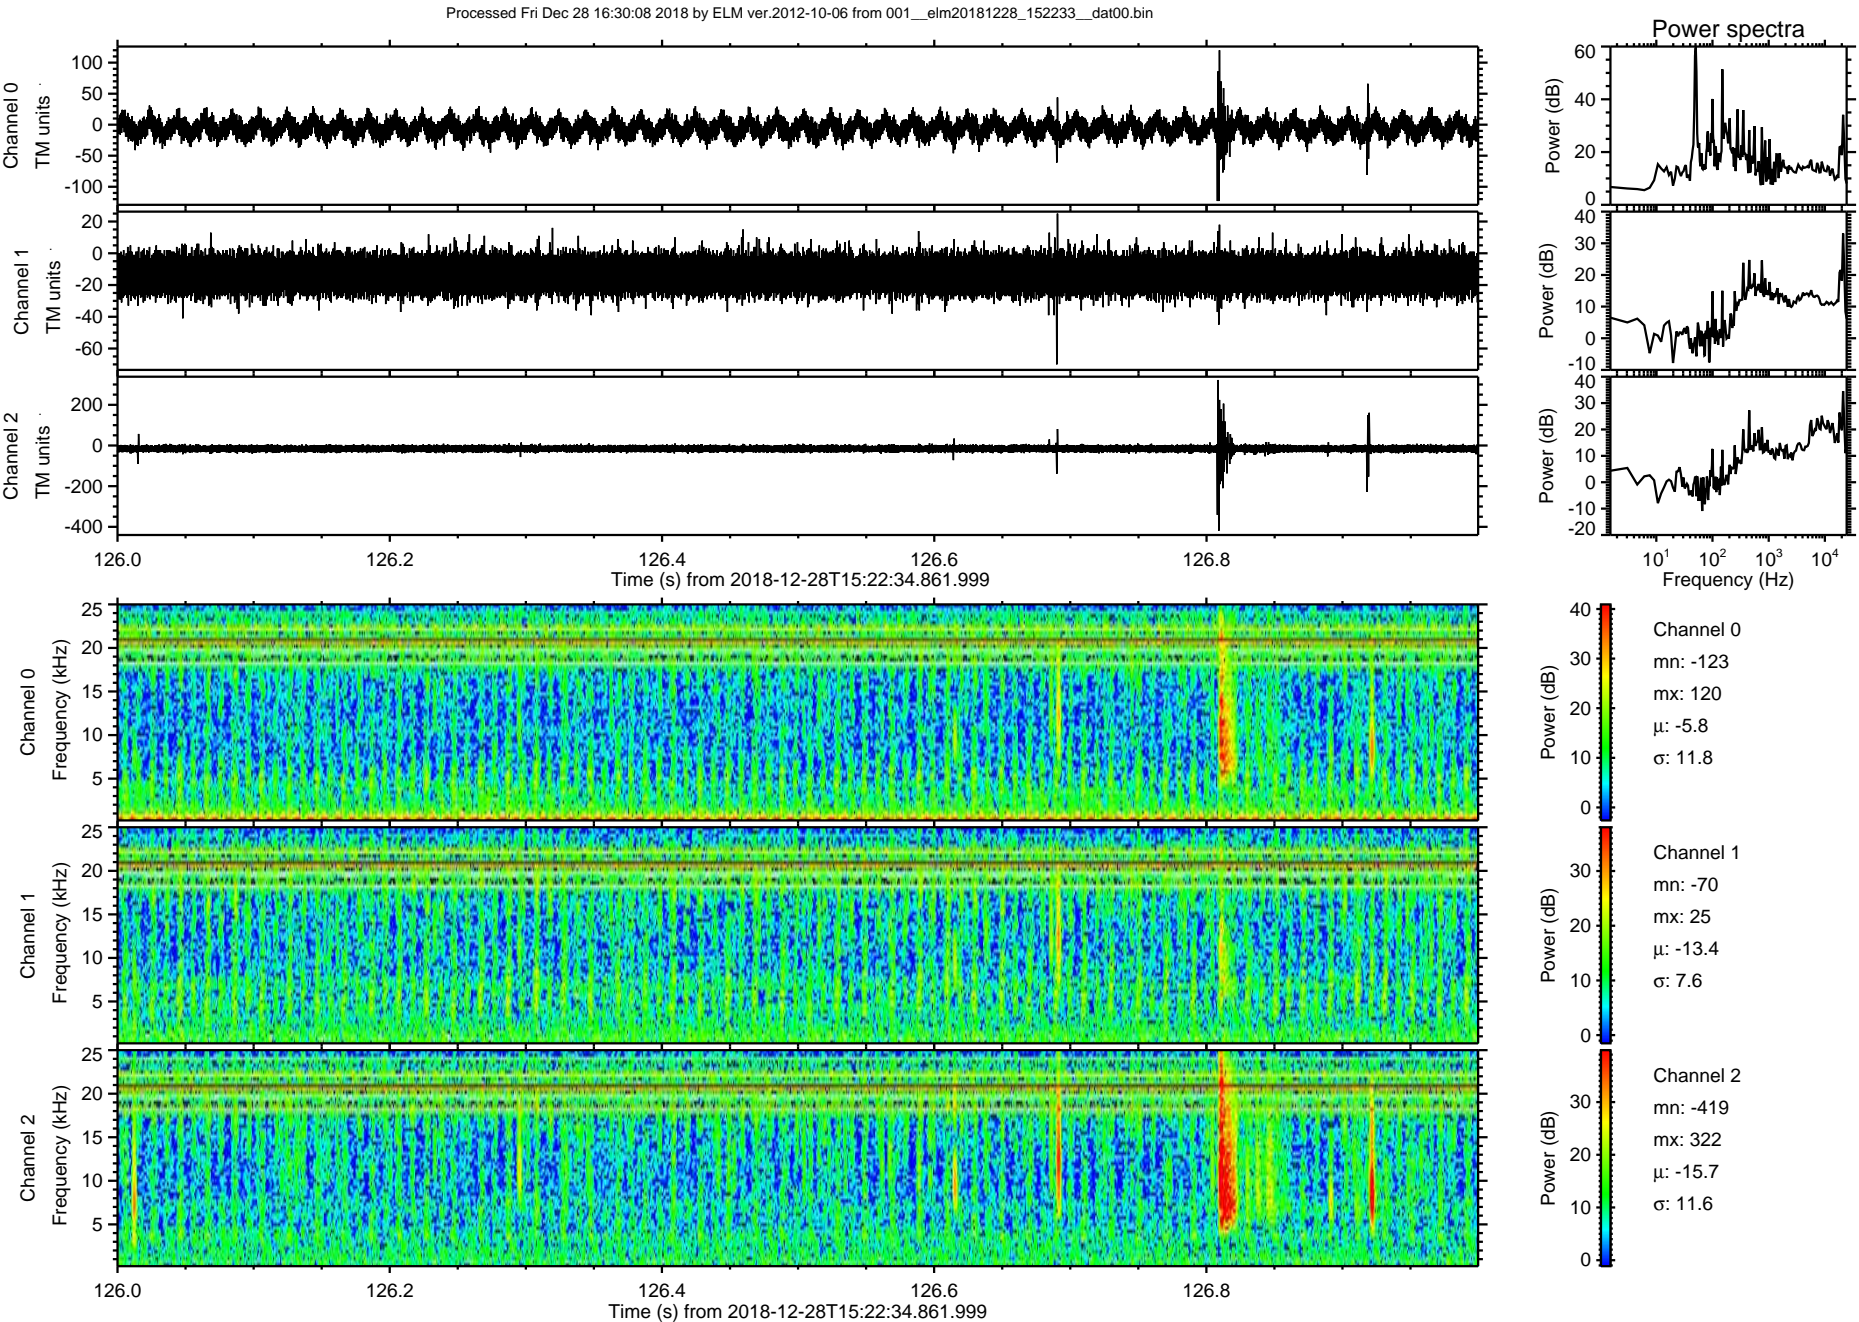 Processed Fri Dec 28 16:30:08 2018 by ELM ver.2012-10-06 from 001__elm20181228_152233__dat00.bin
Power spectra
Channel 0
TM units
100
50
0
-50
-100
Power (dB)
60
40
20
0
Channel 1
TM units
20
0
-20
-40
-60
Power (dB)
40
30
20
10
0
-10
Channel 2
TM units
200
0
-200
-400
Power (dB)
40
30
20
10
0
-10
-20
126.0 126.2 126.4 126.6 126.8
Time (s) from 2018-12-28T15:22:34.861.999
10¹ 10² 10³ 10⁴
Frequency (Hz)
Channel 0
Frequency (kHz)
25
20
15
10
5
Power (dB)
40
30
20
10
0
Channel 0
mn: -123
mx: 120
µ: -5.8
σ: 11.8
Channel 1
Frequency (kHz)
25
20
15
10
5
Power (dB)
30
20
10
0
Channel 1
mn: -70
mx: 25
µ: -13.4
σ: 7.6
Channel 2
Frequency (kHz)
25
20
15
10
5
Power (dB)
30
20
10
0
Channel 2
mn: -419
mx: 322
µ: -15.7
σ: 11.6
126.0 126.2 126.4 126.6 126.8
Time (s) from 2018-12-28T15:22:34.861.999